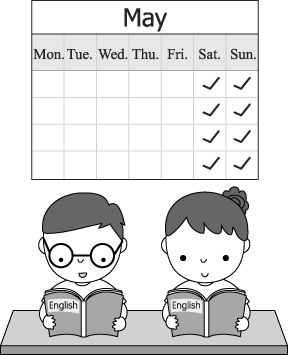 May
Mon. Tue. Wed. Thu. Fri. Sat. Sun.
English English